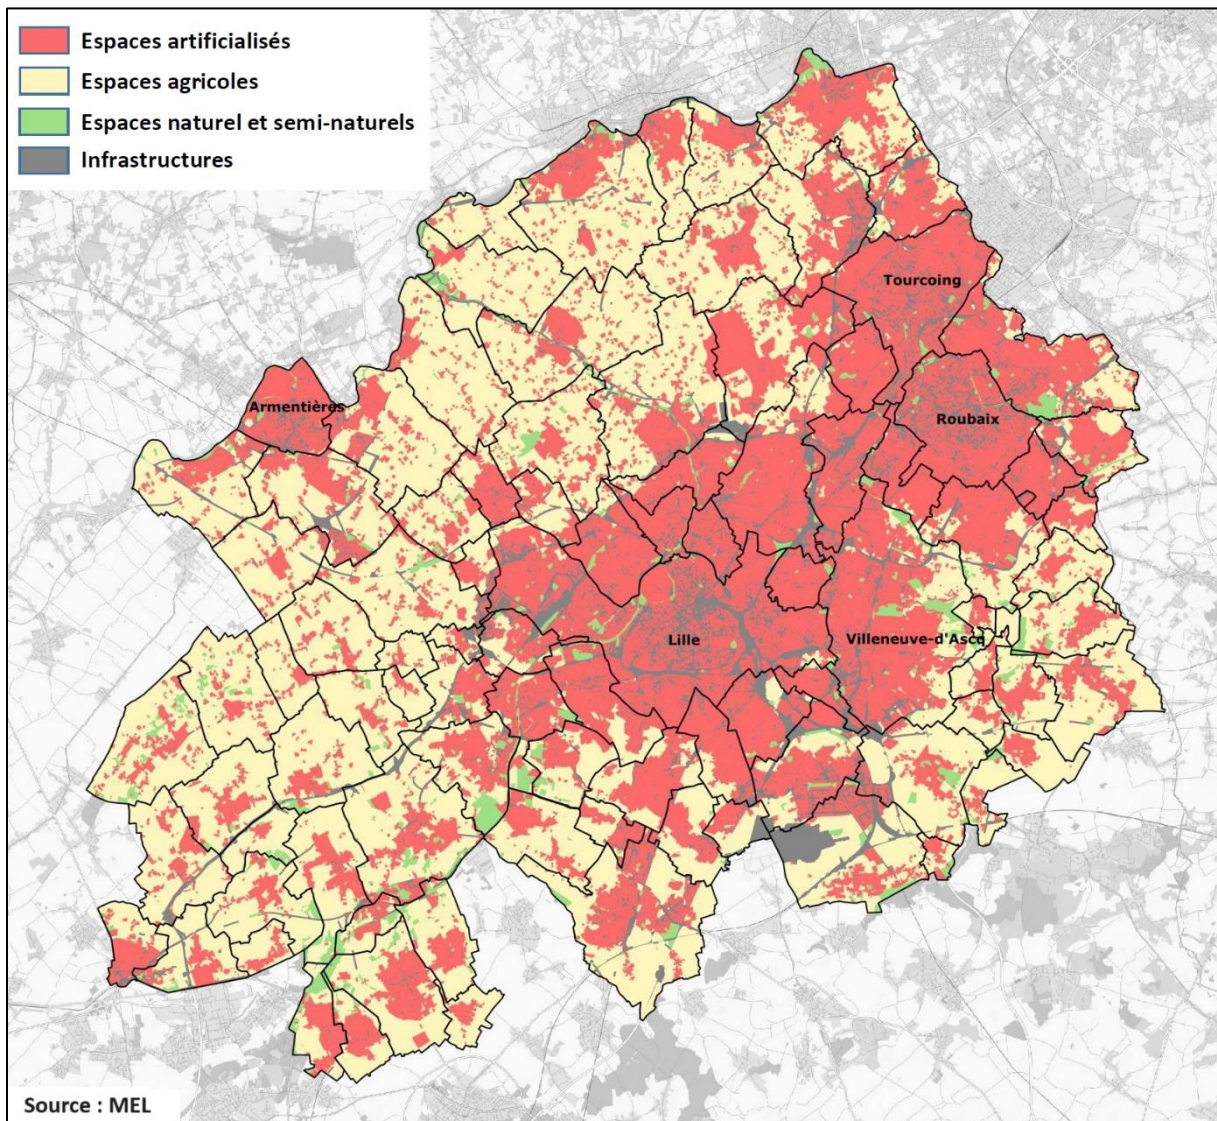 Espaces artificialisés
Espaces agricoles
Espaces naturel et semi-naturels
Infrastructures
Tourcoing
Armentières
Roubaix
Lille
Villeneuve-d'Ascq
Source : MEL